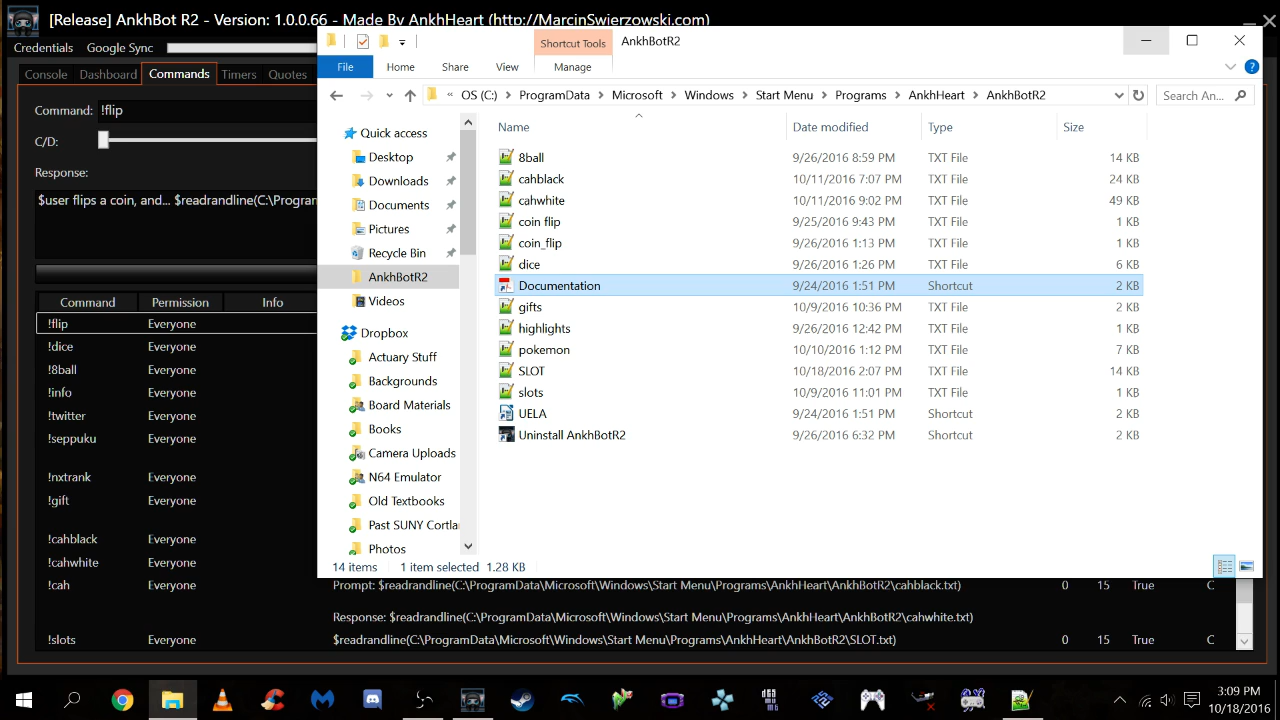 [Release] AnkhBot R2 - Version: 1.0.0.66 - Made By AnkhHeart (http://MarcinSwierzowski.com)
Credentials Google Sync
Console Dashboard Commands Timers Quotes
Command: !flip
C/D:
Response:
$user flips a coin, and... $readrandline(C:\Program
Command Permission Info
!flip Everyone
!dice Everyone
!8ball Everyone
!info Everyone
!twitter Everyone
!seppuku Everyone
!nxtrank Everyone
!gift Everyone
!cahblack Everyone
!cahwhite Everyone
!cah Everyone Prompt: $readrandline(C:\ProgramData\Microsoft\Windows\Start Menu\Programs\AnkhHeart\AnkhBotR2\cahblack.txt) 0 15 True C
Response: $readrandline(C:\ProgramData\Microsoft\Windows\Start Menu\Programs\AnkhHeart\AnkhBotR2\cahwhite.txt)
!slots Everyone $readrandline(C:\ProgramData\Microsoft\Windows\Start Menu\Programs\AnkhHeart\AnkhBotR2\SLOT.txt) 0 15 True C
Shortcut Tools AnkhBotR2
File Home Share View Manage
« OS (C:) > ProgramData > Microsoft > Windows > Start Menu > Programs > AnkhHeart > AnkhBotR2 Search An...
Quick access
Desktop
Downloads
Documents
Pictures
Recycle Bin
AnkhBotR2
Videos
Dropbox
Actuary Stuff
Backgrounds
Board Materials
Books
Camera Uploads
N64 Emulator
Old Textbooks
Past SUNY Cortla
Photos
Name Date modified Type Size
8ball 9/26/2016 8:59 PM TXT File 14 KB
cahblack 10/11/2016 7:07 PM TXT File 24 KB
cahwhite 10/11/2016 9:02 PM TXT File 49 KB
coin flip 9/25/2016 9:43 PM TXT File 1 KB
coin_flip 9/26/2016 1:13 PM TXT File 1 KB
dice 9/26/2016 1:26 PM TXT File 6 KB
Documentation 9/24/2016 1:51 PM Shortcut 2 KB
gifts 10/9/2016 10:36 PM TXT File 2 KB
highlights 9/26/2016 12:42 PM TXT File 1 KB
pokemon 10/10/2016 1:12 PM TXT File 7 KB
SLOT 10/18/2016 2:07 PM TXT File 14 KB
slots 10/9/2016 11:01 PM TXT File 1 KB
UELA 9/24/2016 1:51 PM Shortcut 2 KB
Uninstall AnkhBotR2 9/26/2016 6:32 PM Shortcut 2 KB
14 items 1 item selected 1.28 KB
3:09 PM
10/18/2016